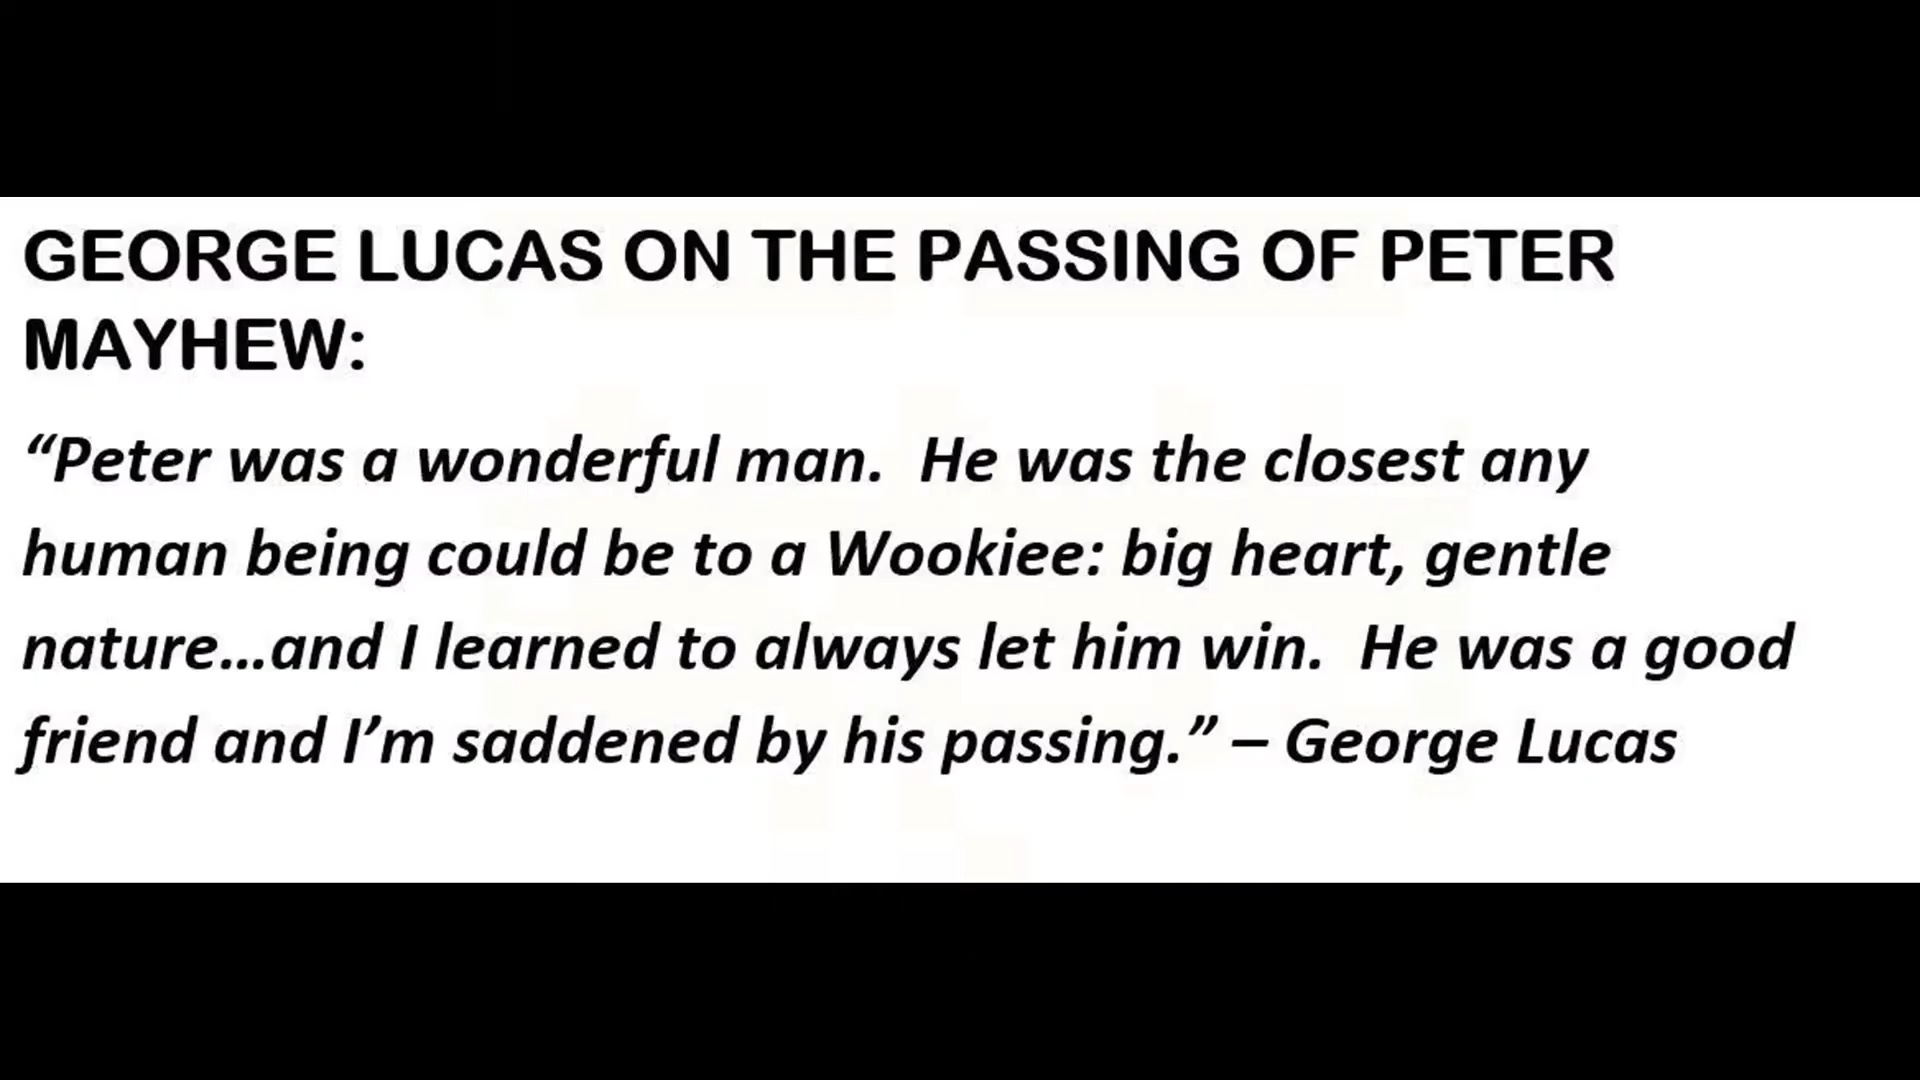 GEORGE LUCAS ON THE PASSING OF PETER
MAYHEW:
“Peter was a wonderful man.  He was the closest any
human being could be to a Wookiee: big heart, gentle
nature…and I learned to always let him win.  He was a good
friend and I’m saddened by his passing.” – George Lucas